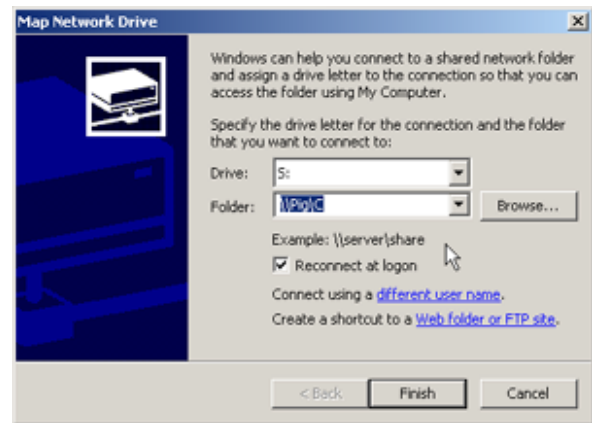 Map Network Drive
Windows can help you connect to a shared network folder
and assign a drive letter to the connection so that you can
access the folder using My Computer.
Specify the drive letter for the connection and the folder
that you want to connect to:
Drive: S:
Folder: \\Pig\C Browse...
Example: \\server\share
Reconnect at logon
Connect using a different user name.
Create a shortcut to a Web folder or FTP site.
< Back Finish Cancel